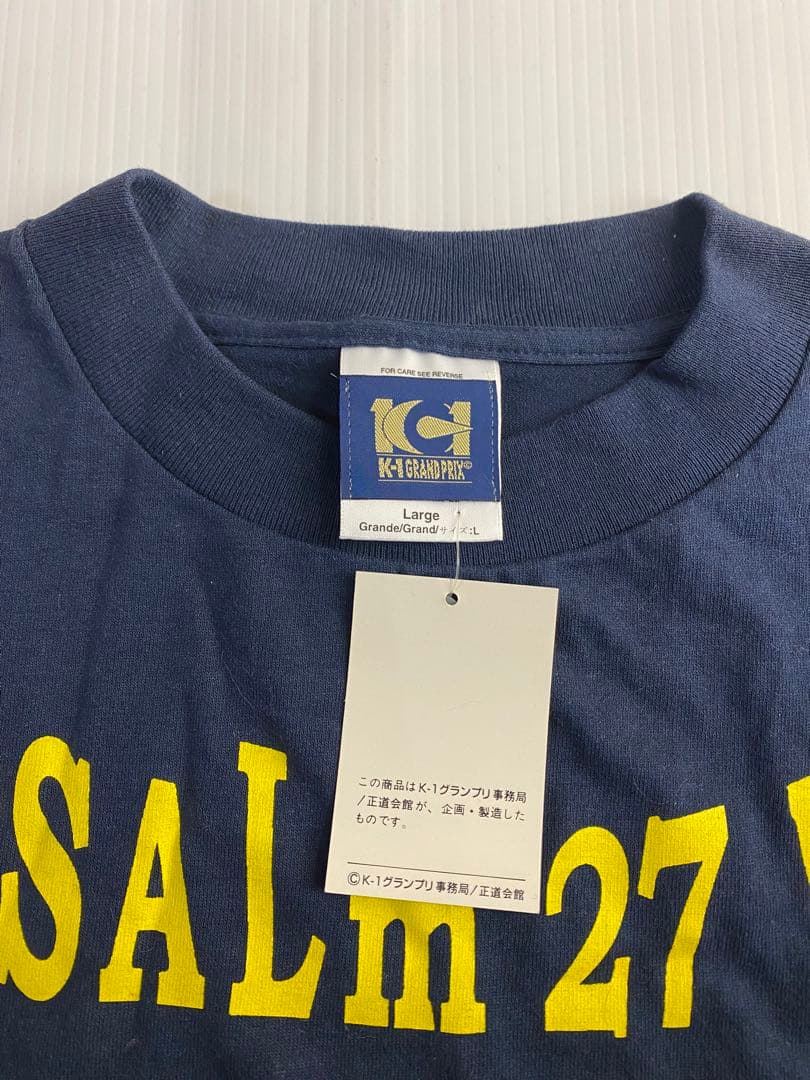 FOR CARE SEE REVERSE
K-1
K-1 GRAND PRIX©
Large
Grande/Grand/サイズ:L
この商品はK-1グランプリ事務局
/正道会館が、企画・製造した
ものです。
©K-1グランプリ事務局/正道会館
SALm 27